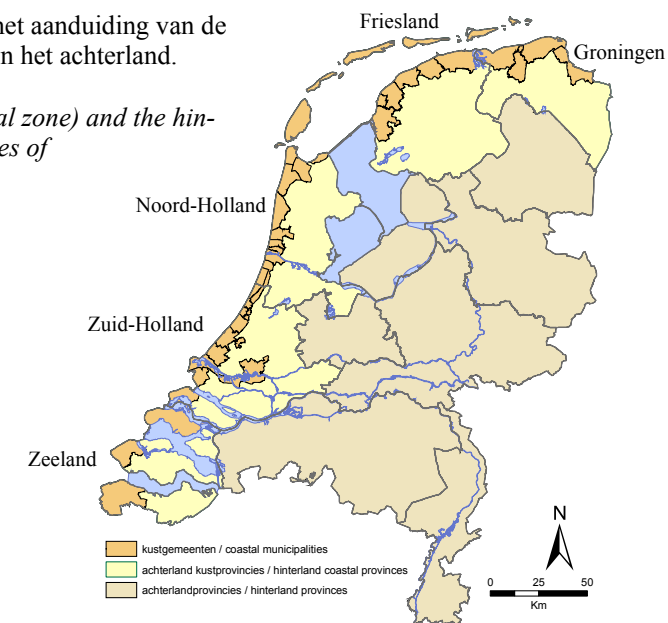 net aanduiding van de
n het achterland.
al zone) and the hin-
es of
Friesland
Groningen
Noord-Holland
Zuid-Holland
Zeeland
kustgemeenten / coastal municipalities
achterland kustprovincies / hinterland coastal provinces
achterlandprovincies / hinterland provinces
N
0 25 50
Km